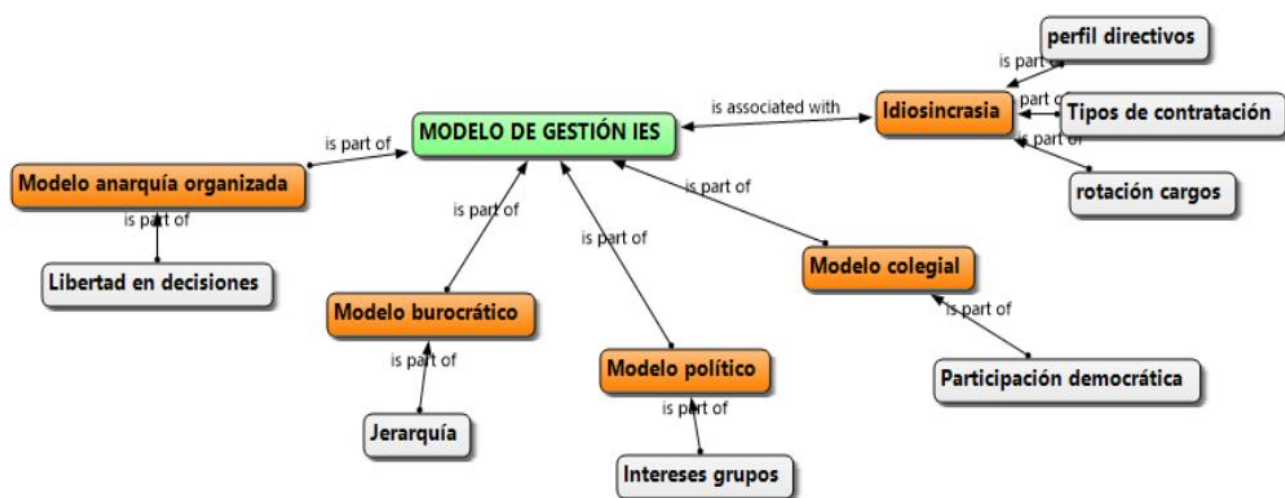 perfil directivos
is part of
is associated with
Idiosincrasia
part of
Tipos de contratación
MODELO DE GESTIÓN IES
is part of
is part of
Modelo anarquía organizada
is part of
rotación cargos
is part of
is part of
is part of
Modelo colegial
Libertad en decisiones
Modelo burocrático
is part of
is part of
Modelo político
Participación democrática
is part of
Jerarquía
Intereses grupos